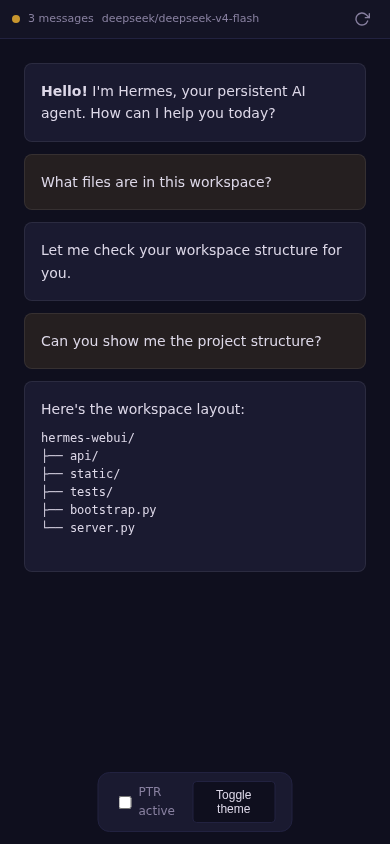 3 messages deepseek/deepseek-v4-flash
Hello! I'm Hermes, your persistent AI
agent. How can I help you today?
What files are in this workspace?
Let me check your workspace structure for
you.
Can you show me the project structure?
Here's the workspace layout:
hermes-webui/
├── api/
├── static/
├── tests/
├── bootstrap.py
└── server.py
PTR
active
Toggle
theme